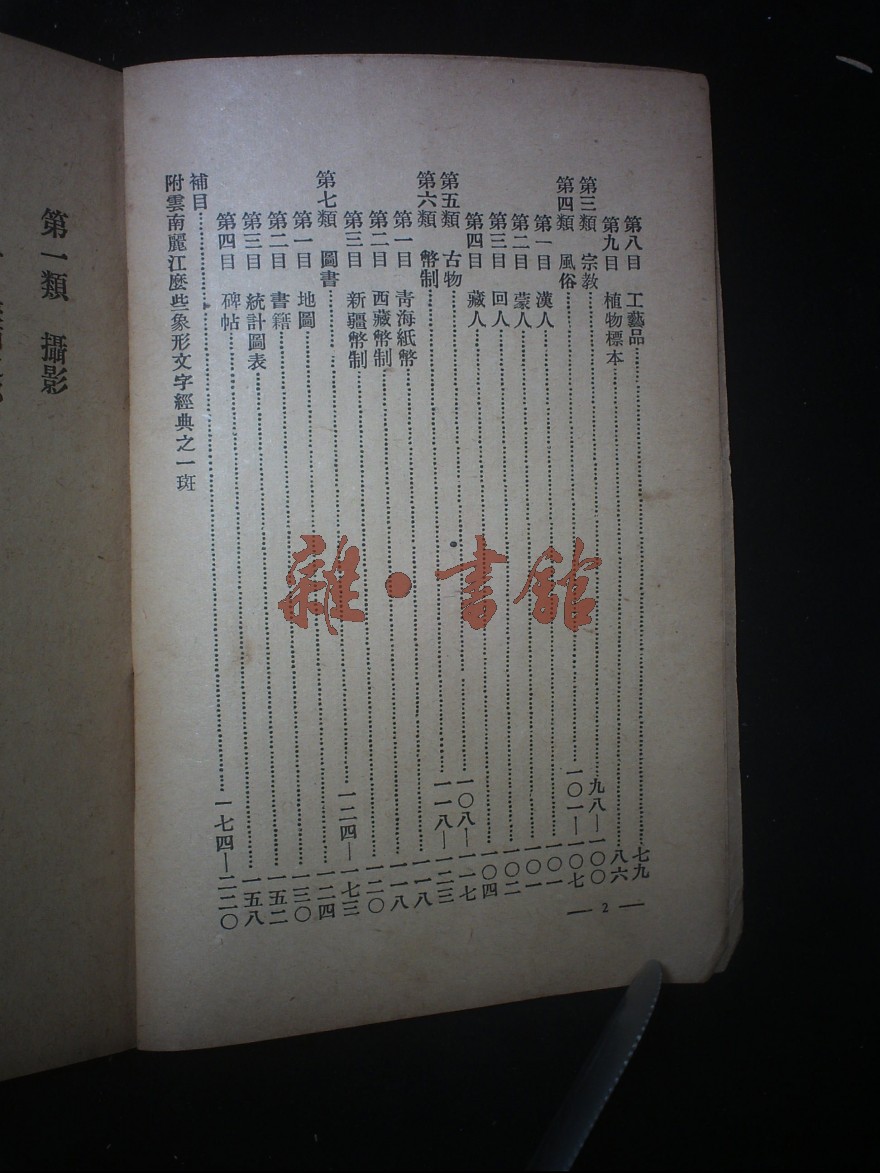 第八目 工藝品……七九
第九目 植物標本……八六
第三類 宗教……九八—一〇〇
第四類 風俗……一〇一—一〇七
第一目 漢人……一〇一
第二目 蒙人……一〇一
第三目 回人……一〇二
第四目 藏人……一〇四
第五類 古物……一〇八—一一七
第六類 幣制……一一八—一二三
第一目 青海紙幣……一一八
第二目 西藏幣制……一一八
第三目 新疆幣制……一二〇
第七類 圖書……一二四—一七三
第一目 地圖……一二四
第二目 書籍……一三〇
第三目 統計圖表……一五二
第四目 碑帖……一五八
補目……一七四—二二〇
附雲南麗江麼些象形文字經典之一斑
— 2 —
第一類 攝影
雜·書館